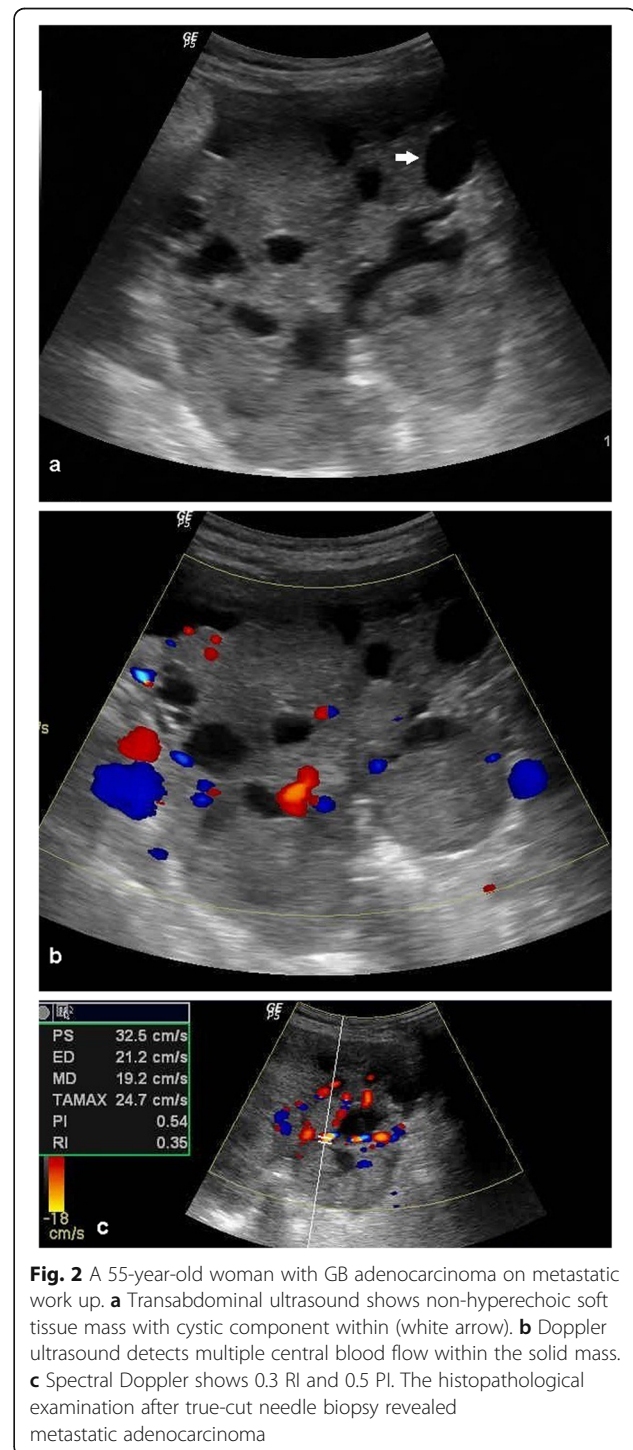 GE
P5
1
a
GE
P5
/s
b
GE
P5
PS 32.5 cm/s
ED 21.2 cm/s
MD 19.2 cm/s
TAMAX 24.7 cm/s
PI 0.54
RI 0.35
-18
cm/s
c
Fig. 2 A 55-year-old woman with GB adenocarcinoma on metastatic
work up. a Transabdominal ultrasound shows non-hyperechoic soft
tissue mass with cystic component within (white arrow). b Doppler
ultrasound detects multiple central blood flow within the solid mass.
c Spectral Doppler shows 0.3 RI and 0.5 PI. The histopathological
examination after true-cut needle biopsy revealed
metastatic adenocarcinoma